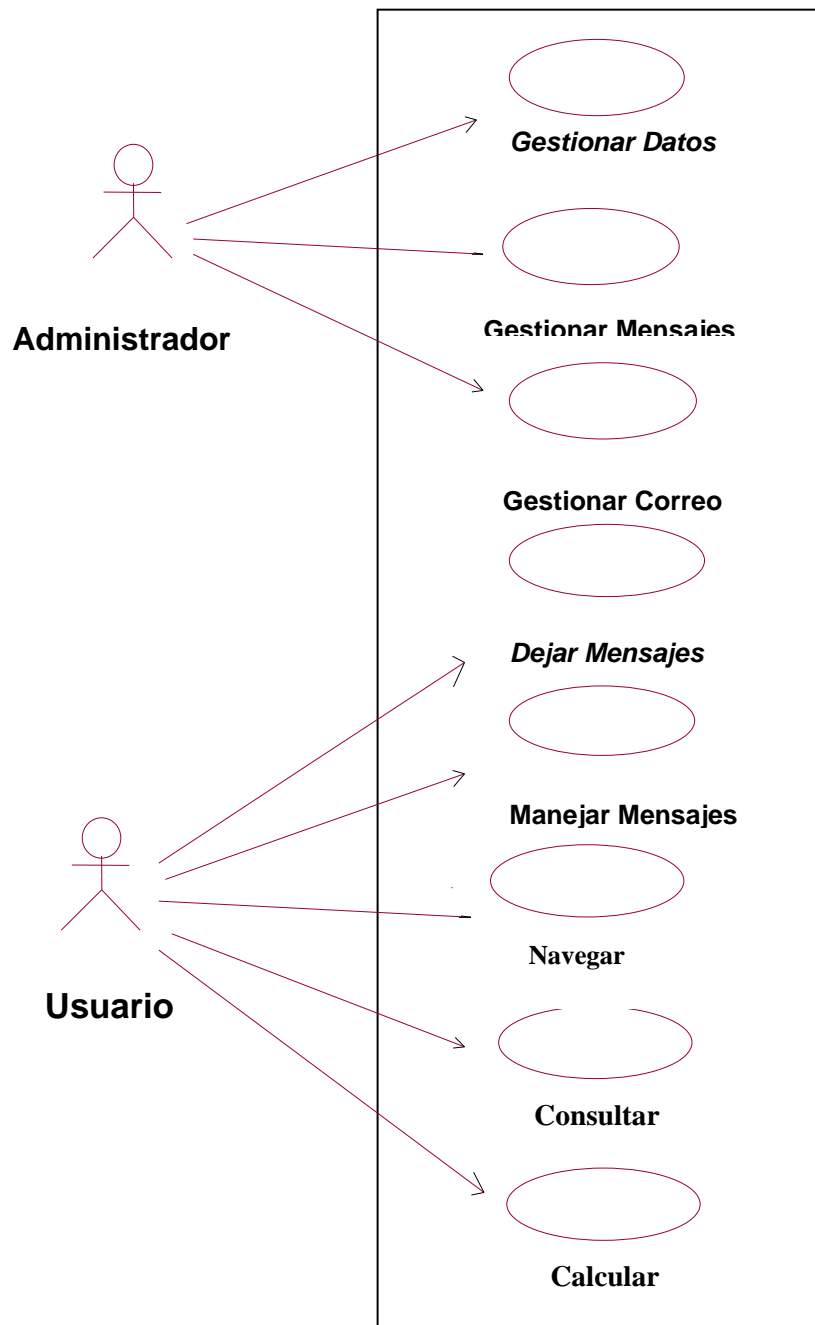 Gestionar Datos
Administrador
Gestionar Mensajes
Gestionar Correo
Dejar Mensajes
Manejar Mensajes
Navegar
Usuario
Consultar
Calcular